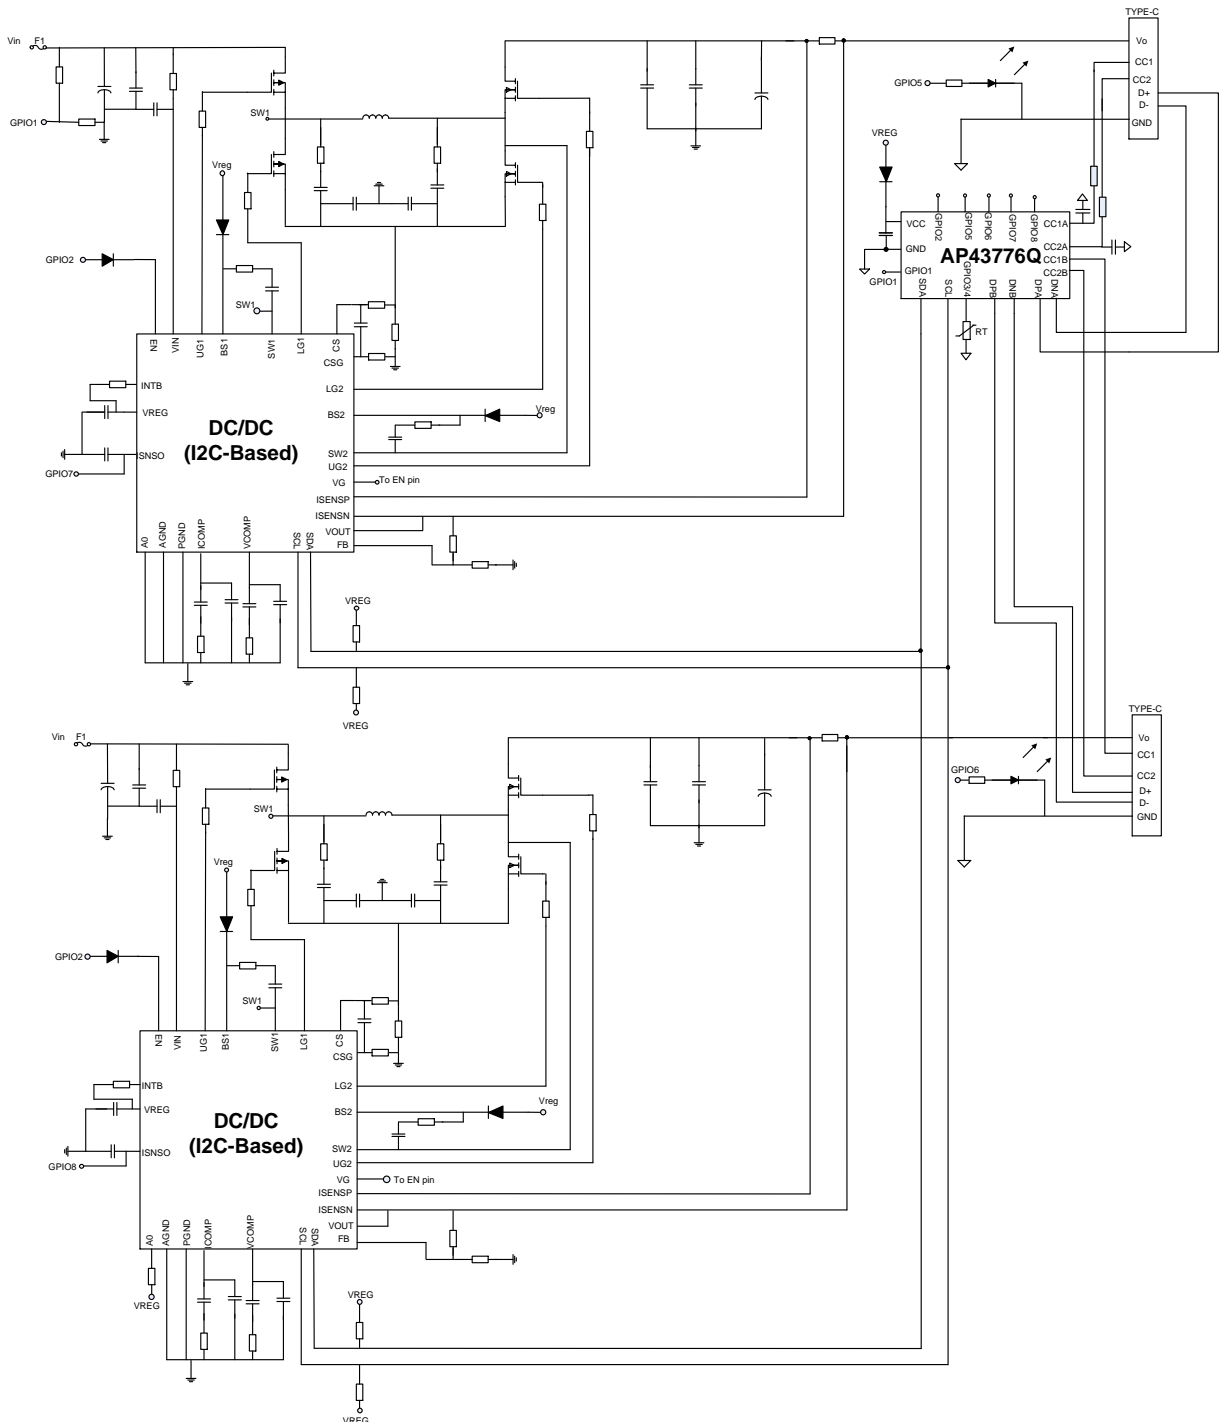 TYPE-C
Vin F1
Vo
CC1
GPIO5
CC2
D+
D-
GPIO1
SW1
GND
VREG
Vreg
VCC
GPIO2
GPIO5
GPIO6
GPIO7
GPIO8
CC1A
CC2A
GND
AP43776Q
CC1B
GPIO2
GPIO1
CC2B
SDA
SCL
GPIO3/4
DPB
DNB
DPA
DNA
SW1
RT
EN
VIN
UG1
BS1
SW1
LG1
CS
CSG
INTB
LG2
VREG
BS2
Vreg
DC/DC
(I2C-Based)
ISNSO
SW2
UG2
GPIO7
VG
To EN pin
ISENSP
ISENSN
VOUT
FB
A0
AGND
PGND
ICOMP
VCOMP
SCL
SDA
VREG
VREG
TYPE-C
Vin F1
Vo
CC1
GPIO6
CC2
D+
D-
SW1
GND
Vreg
GPIO2
SW1
EN
VIN
UG1
BS1
SW1
LG1
CS
CSG
INTB
LG2
VREG
BS2
Vreg
DC/DC
(I2C-Based)
ISNSO
SW2
UG2
GPIO8
VG
To EN pin
ISENSP
ISENSN
VOUT
FB
A0
AGND
PGND
ICOMP
VCOMP
SCL
SDA
VREG
VREG
VREG